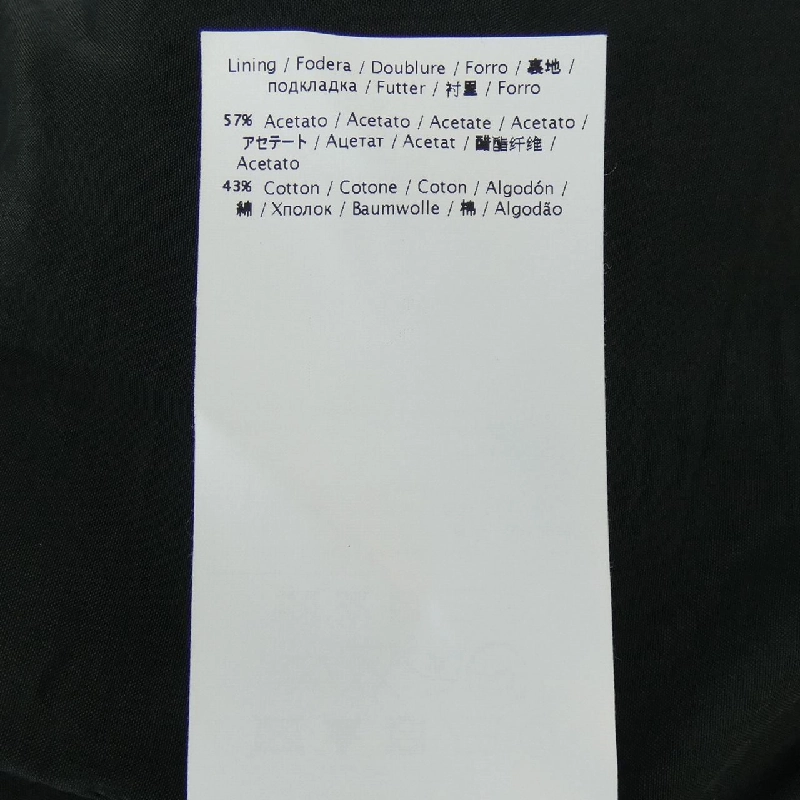 Lining / Fodera / Doublure / Forro / 裏地 /
подкладка / Futter / 衬里 / Forro
57% Acetato / Acetato / Acetate / Acetato /
アセテート / Ацетат / Acetat / 醋酯纤维 /
Acetato
43% Cotton / Cotone / Coton / Algodón /
綿 / Хполок / Baumwolle / 棉 / Algodão